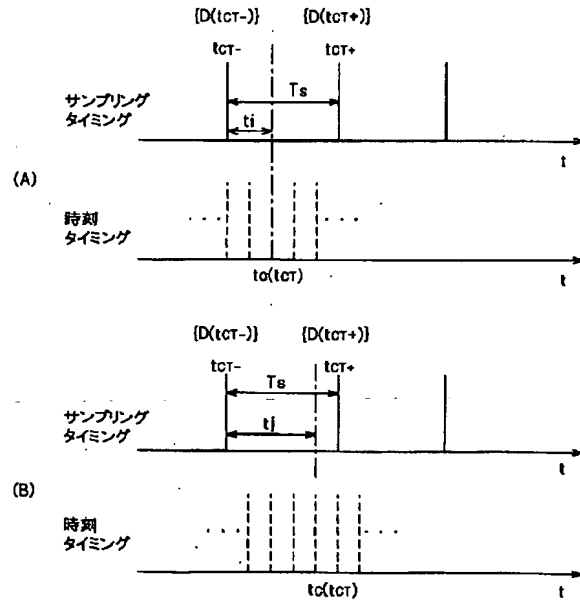 {D(tCT-)} {D(tCT+)}
tCT- tCT+
Ts
サンプリング
タイミング
ti
t
(A)
時刻
タイミング
・・・ ・・・
tc(tCT)
t
{D(tCT-)} {D(tCT+)}
tCT- tCT+
Ts
サンプリング
タイミング
tj
t
(B)
時刻
タイミング
・・・ ・・・
tc(tCT)
t